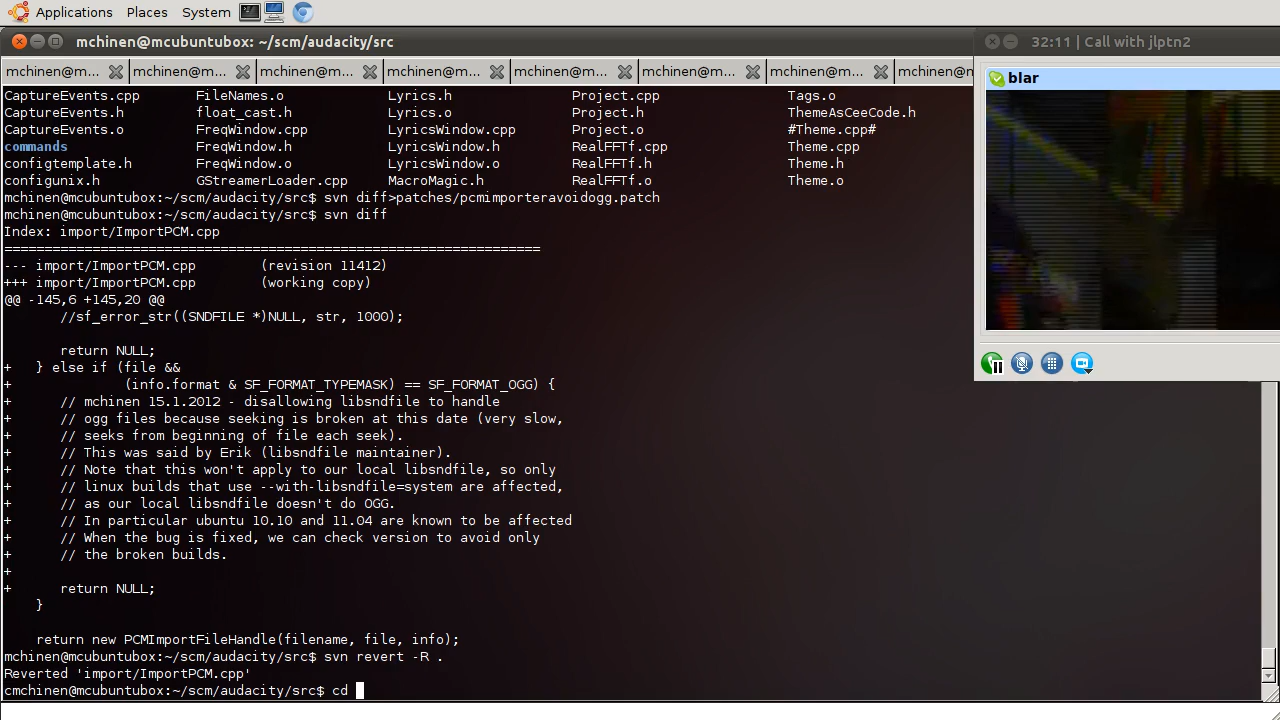 Applications Places System
mchinen@mcubuntubox: ~/scm/audacity/src
32:11 | Call with jlptn2
mchinen@m... mchinen@m... mchinen@m... mchinen@m... mchinen@m... mchinen@m... mchinen@m... mchinen@m
blar
CaptureEvents.cpp FileNames.o Lyrics.h Project.cpp Tags.o
CaptureEvents.h float_cast.h Lyrics.o Project.h ThemeAsCeeCode.h
CaptureEvents.o FreqWindow.cpp LyricsWindow.cpp Project.o #Theme.cpp#
commands FreqWindow.h LyricsWindow.h RealFFTf.cpp Theme.cpp
configtemplate.h FreqWindow.o LyricsWindow.o RealFFTf.h Theme.h
configunix.h GStreamerLoader.cpp MacroMagic.h RealFFTf.o Theme.o
mchinen@mcubuntubox:~/scm/audacity/src$ svn diff>patches/pcmimporteravoidogg.patch
mchinen@mcubuntubox:~/scm/audacity/src$ svn diff
Index: import/ImportPCM.cpp
===================================================================
--- import/ImportPCM.cpp (revision 11412)
+++ import/ImportPCM.cpp (working copy)
@@ -145,6 +145,20 @@
//sf_error_str((SNDFILE *)NULL, str, 1000);
return NULL;
+ } else if (file &&
+ (info.format & SF_FORMAT_TYPEMASK) == SF_FORMAT_OGG) {
+ // mchinen 15.1.2012 - disallowing libsndfile to handle
+ // ogg files because seeking is broken at this date (very slow,
+ // seeks from beginning of file each seek).
+ // This was said by Erik (libsndfile maintainer).
+ // Note that this won't apply to our local libsndfile, so only
+ // linux builds that use --with-libsndfile=system are affected,
+ // as our local libsndfile doesn't do OGG.
+ // In particular ubuntu 10.10 and 11.04 are known to be affected
+ // When the bug is fixed, we can check version to avoid only
+ // the broken builds.
+
+ return NULL;
}
return new PCMImportFileHandle(filename, file, info);
mchinen@mcubuntubox:~/scm/audacity/src$ svn revert -R .
Reverted 'import/ImportPCM.cpp'
cmchinen@mcubuntubox:~/scm/audacity/src$ cd